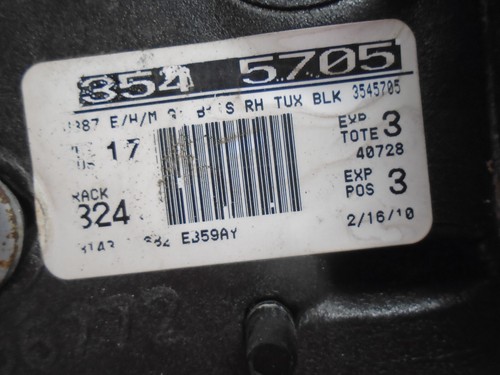 354 5705
E/H/M RH TUX BLK 3545705
17
EXP
TOTE 3
40728
RACK
324
EXP
POS 3
2/16/10
E359AY